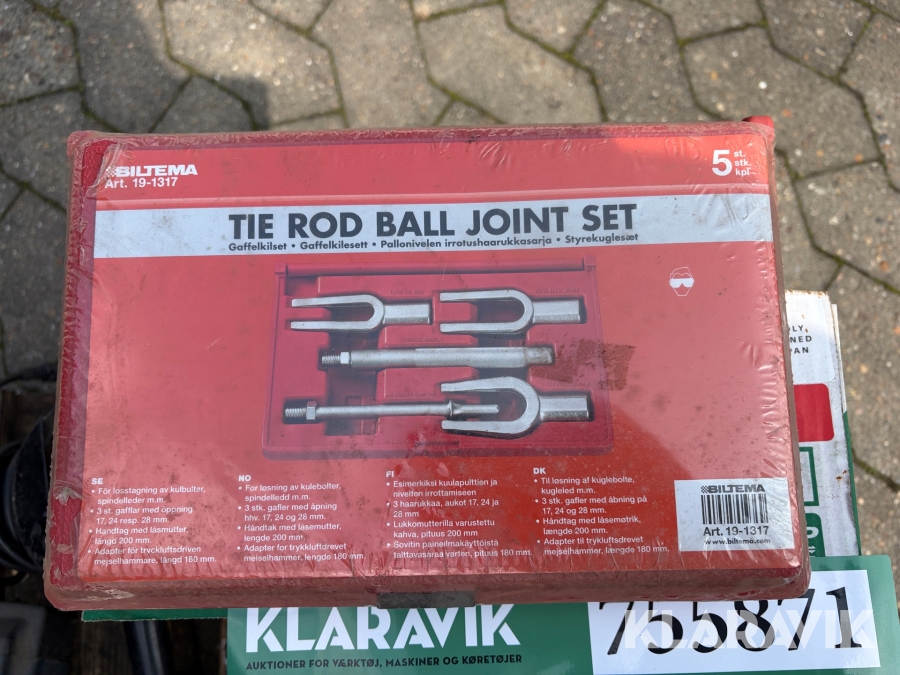 BILTEMA
Art. 19-1317
5 st.
stk.
kpl
TIE ROD BALL JOINT SET
Gaffelkilset • Gaffelkilesett • Pallonivelen irrotushaarukkasarja • Styrekuglesæt
SE
• För losstagning av kulbultar,
spindelleder m.m.
• 3 st. gafflar med öppning
17, 24 resp. 28 mm.
• Handtag med låsmutter,
längd 200 mm.
• Adapter för tryckluftsdriven
mejselhammare, längd 180 mm.
NO
• For løsning av kulebolter,
spindelledd m.m.
• 3 stk. gafler med åpning
hhv. 17, 24 og 28 mm.
• Håndtak med låsemutter,
lengde 200 mm.
• Adapter for trykkluftdrevet
meiselhammer, lengde 180 mm.
FI
• Esimerkiksi kuulapulttien ja
nivelten irrottamiseen
• 3 haarukkaa, aukot 17, 24 ja
28 mm
• Lukkomutterilla varustettu
kahva, pituus 200 mm
• Sovitin paineilmakäyttöistä
talttavasaraa varten, pituus 180 mm.
DK
• Til løsning af kuglebolte,
kugleled m.m.
• 3 stk. gafler med åbning på
17, 24 og 28 mm.
• Håndtag med låsemøtrik,
længde 200 mm.
• Adapter til trykluftsdrevet
mejselhammer, længde 180 mm.
BILTEMA
Art. 19-1317
www.biltema.com
OLY,
NED
PAN
KLARAVIK
AUKTIONER FOR VÆRKTØJ, MASKINER OG KØRETØJER
755871
KLARAVIK